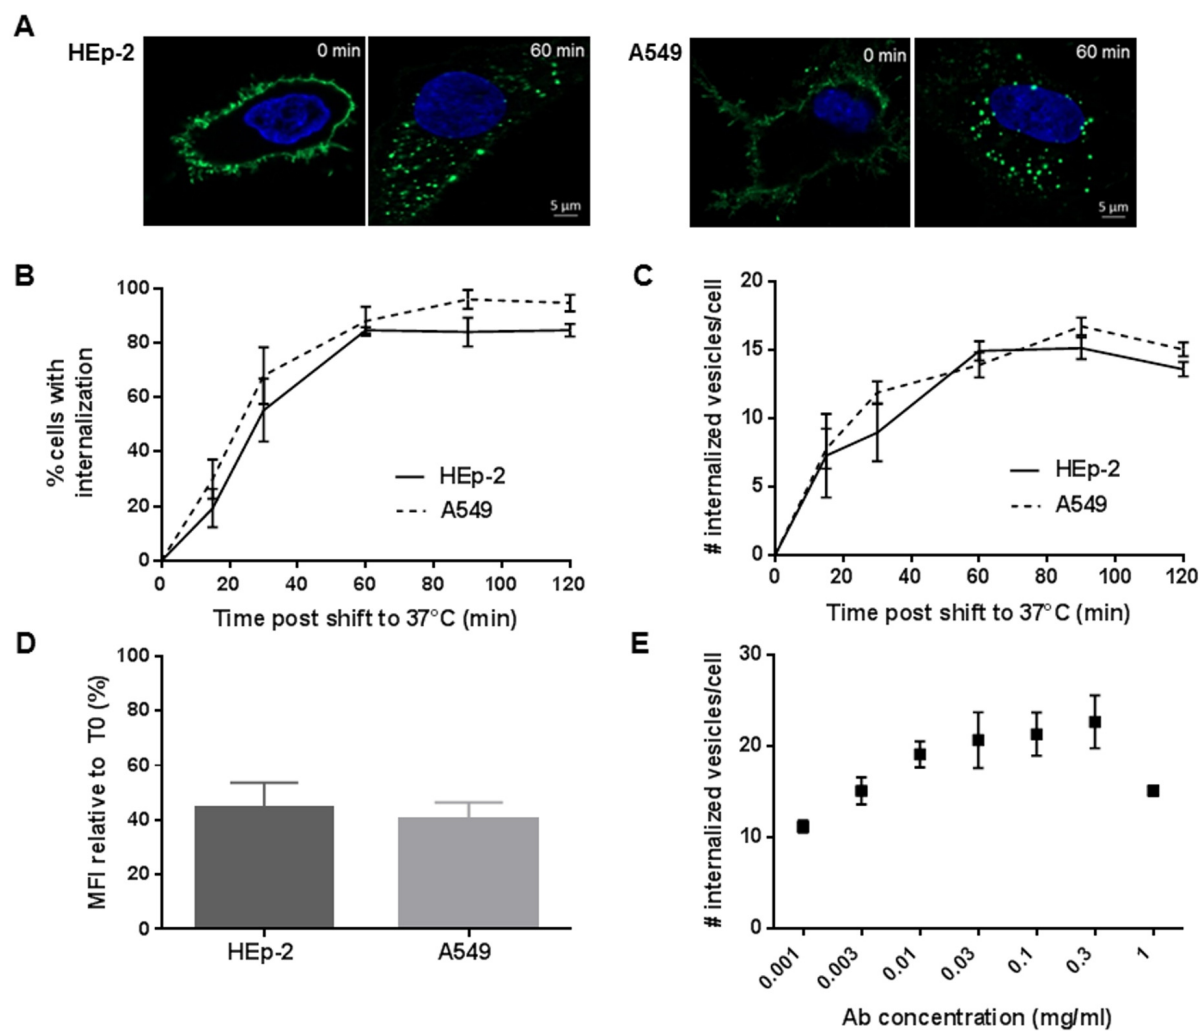 A
HEp-2
0 min
60 min
5 µm
A549
0 min
60 min
5 µm
B
% cells with
internalization
100
80
60
40
20
0
HEp-2
A549
0 20 40 60 80 100 120
Time post shift to 37°C (min)
C
# internalized vesicles/cell
20
15
10
5
0
HEp-2
A549
0 20 40 60 80 100 120
Time post shift to 37°C (min)
D
MFI relative to T0 (%)
100
80
60
40
20
0
HEp-2 A549
E
# internalized vesicles/cell
30
20
10
0
0.001 0.003 0.01 0.03 0.1 0.3 1
Ab concentration (mg/ml)